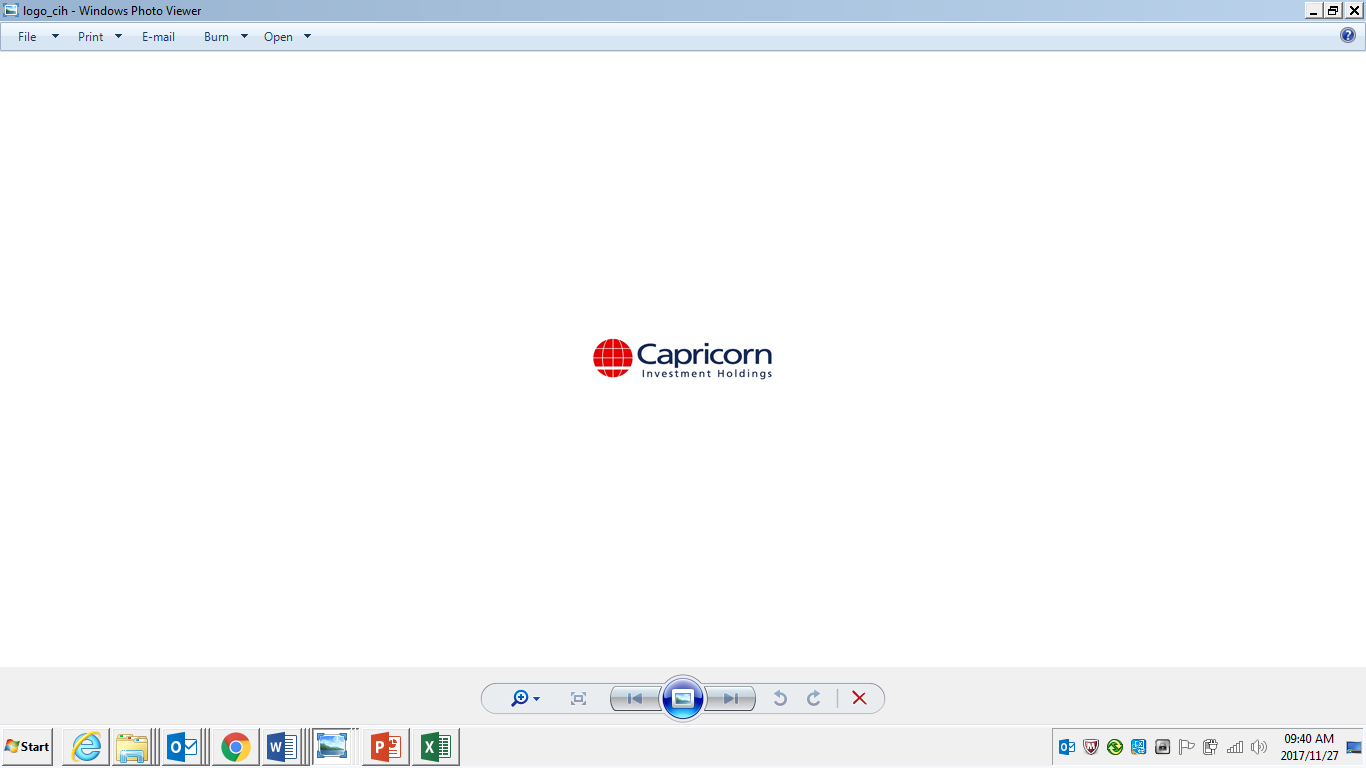 logo_cih - Windows Photo Viewer
File Print E-mail Burn Open
Capricorn
Investment Holdings
Start
09:40 AM
2017/11/27